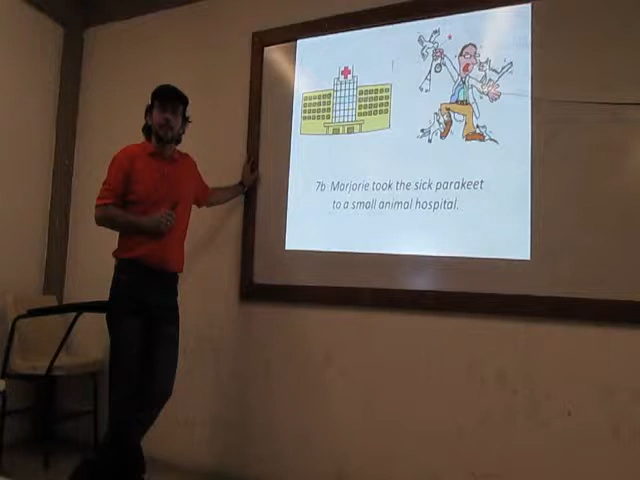 7b Marjorie took the sick parakeet
to a small animal hospital.